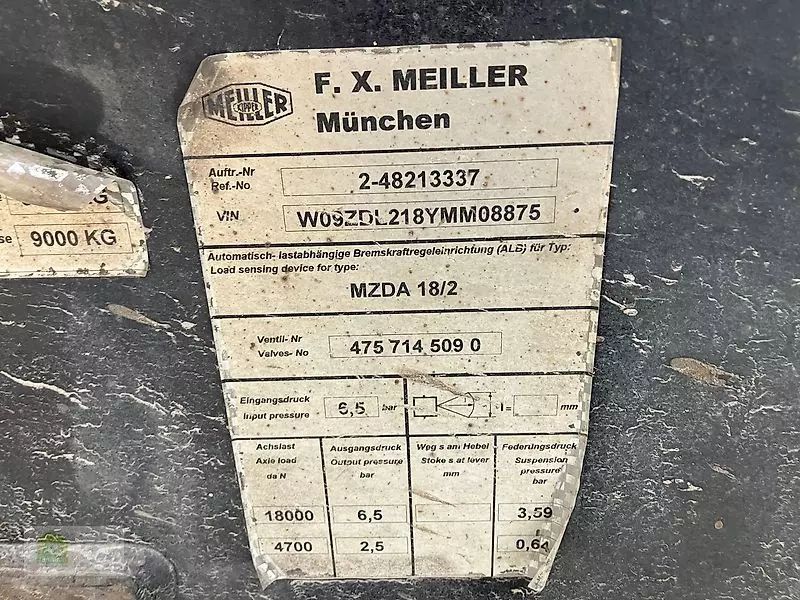 MEILLER
KIPPER
F. X. MEILLER
München
Auftr.-Nr
Ref.-No
2-48213337
VIN
W09ZDL218YMM08875
Automatisch- lastabhängige Bremskraftregeleinrichtung (ALB) für Typ:
Load sensing device for type:
MZDA 18/2
Ventil- Nr
Valves- No
475 714 509 0
Eingangsdruck
Input pressure
6,5 bar
l= mm
Achslast
Axle load
da N
Ausgangsdruck
Output pressure
bar
Weg s am Hebel
Stoke s at lever
mm
Federungsdruck
Suspension
pressure
bar
18000 6,5 3,59
4700 2,5 0,64
G
se 9000 KG